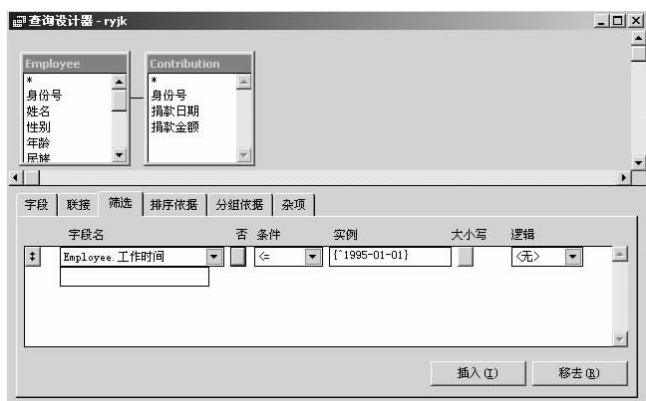 查询设计器 - ryjk
Employee
*
身份号
姓名
性别
年龄
民族
Contribution
*
身份号
捐款日期
捐款金额
字段 联接 筛选 排序依据 分组依据 杂项
字段名 否 条件 实例 大小写 逻辑
Employee.工作时间 <= {^1995-01-01} <无>
插入(I) 移去(R)